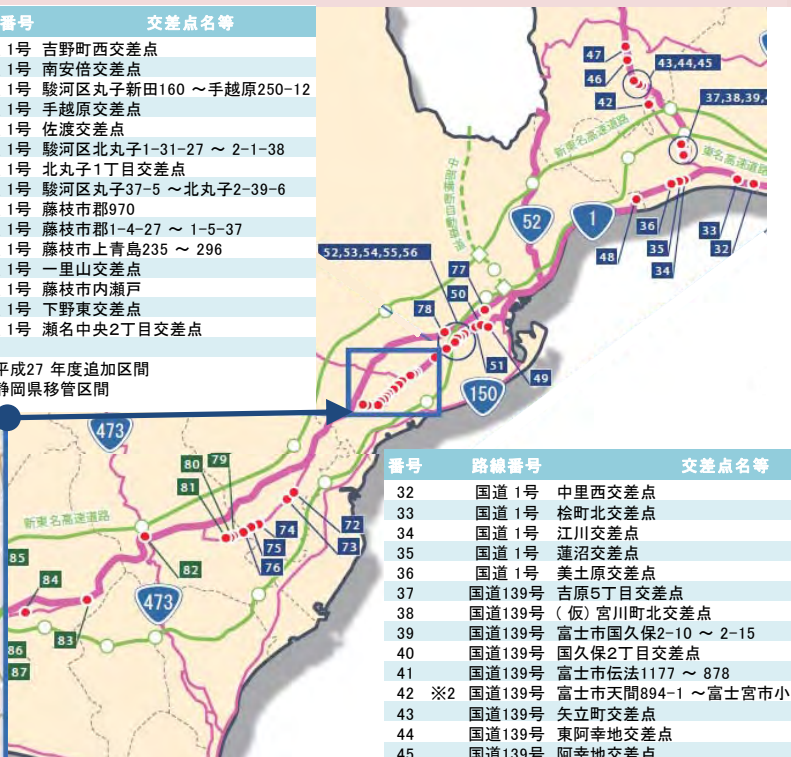 番号 交差点名等
1号 吉野町西交差点
1号 南安倍交差点
1号 駿河区丸子新田160 ～手越原250-12
1号 手越原交差点
1号 佐渡交差点
1号 駿河区北丸子1-31-27 ～ 2-1-38
1号 北丸子1丁目交差点
1号 駿河区丸子37-5 ～北丸子2-39-6
1号 藤枝市郡970
1号 藤枝市郡1-4-27 ～ 1-5-37
1号 藤枝市上青島235 ～ 296
1号 一里山交差点
1号 藤枝市内瀬戸
1号 下野東交差点
1号 瀬名中央2丁目交差点
平成27 年度追加区間
静岡県移管区間
47
46
43,44,45
42
37,38,39,4
新東名高速道路
東名高速道路
中部横断自動車道
52
1
36
35
34
33
32
48
52,53,54,55,56
77
50
78
51
49
150
473
80
79
81
新東名高速道路
72
73
74
75
76
82
85
84
473
83
86
87
番号 路線番号 交差点名等
32 国道 1号 中里西交差点
33 国道 1号 桧町北交差点
34 国道 1号 江川交差点
35 国道 1号 蓮沼交差点
36 国道 1号 美土原交差点
37 国道139号 吉原5丁目交差点
38 国道139号 ( 仮) 宮川町北交差点
39 国道139号 富士市国久保2-10 ～ 2-15
40 国道139号 国久保2丁目交差点
41 国道139号 富士市伝法1177 ～ 878
42 ※2 国道139号 富士市天間894-1 ～富士宮市小
43 国道139号 矢立町交差点
44 国道139号 東阿幸地交差点
45 国道139号 阿幸地交差点